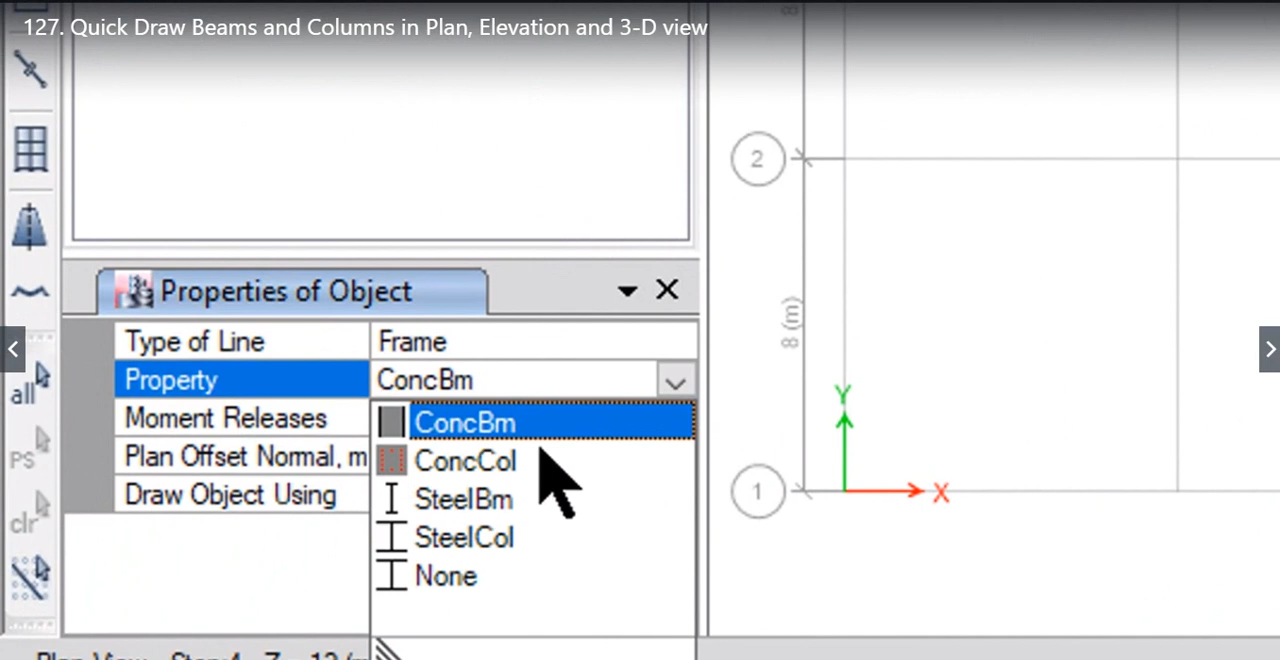 127. Quick Draw Beams and Columns in Plan, Elevation and 3-D view
2
8 (m)
1
Y
X
Properties of Object
Type of Line Frame
Property ConcBm
Moment Releases
Plan Offset Normal, m
Draw Object Using
ConcBm
ConcCol
SteelBm
SteelCol
None
all
PS
clr